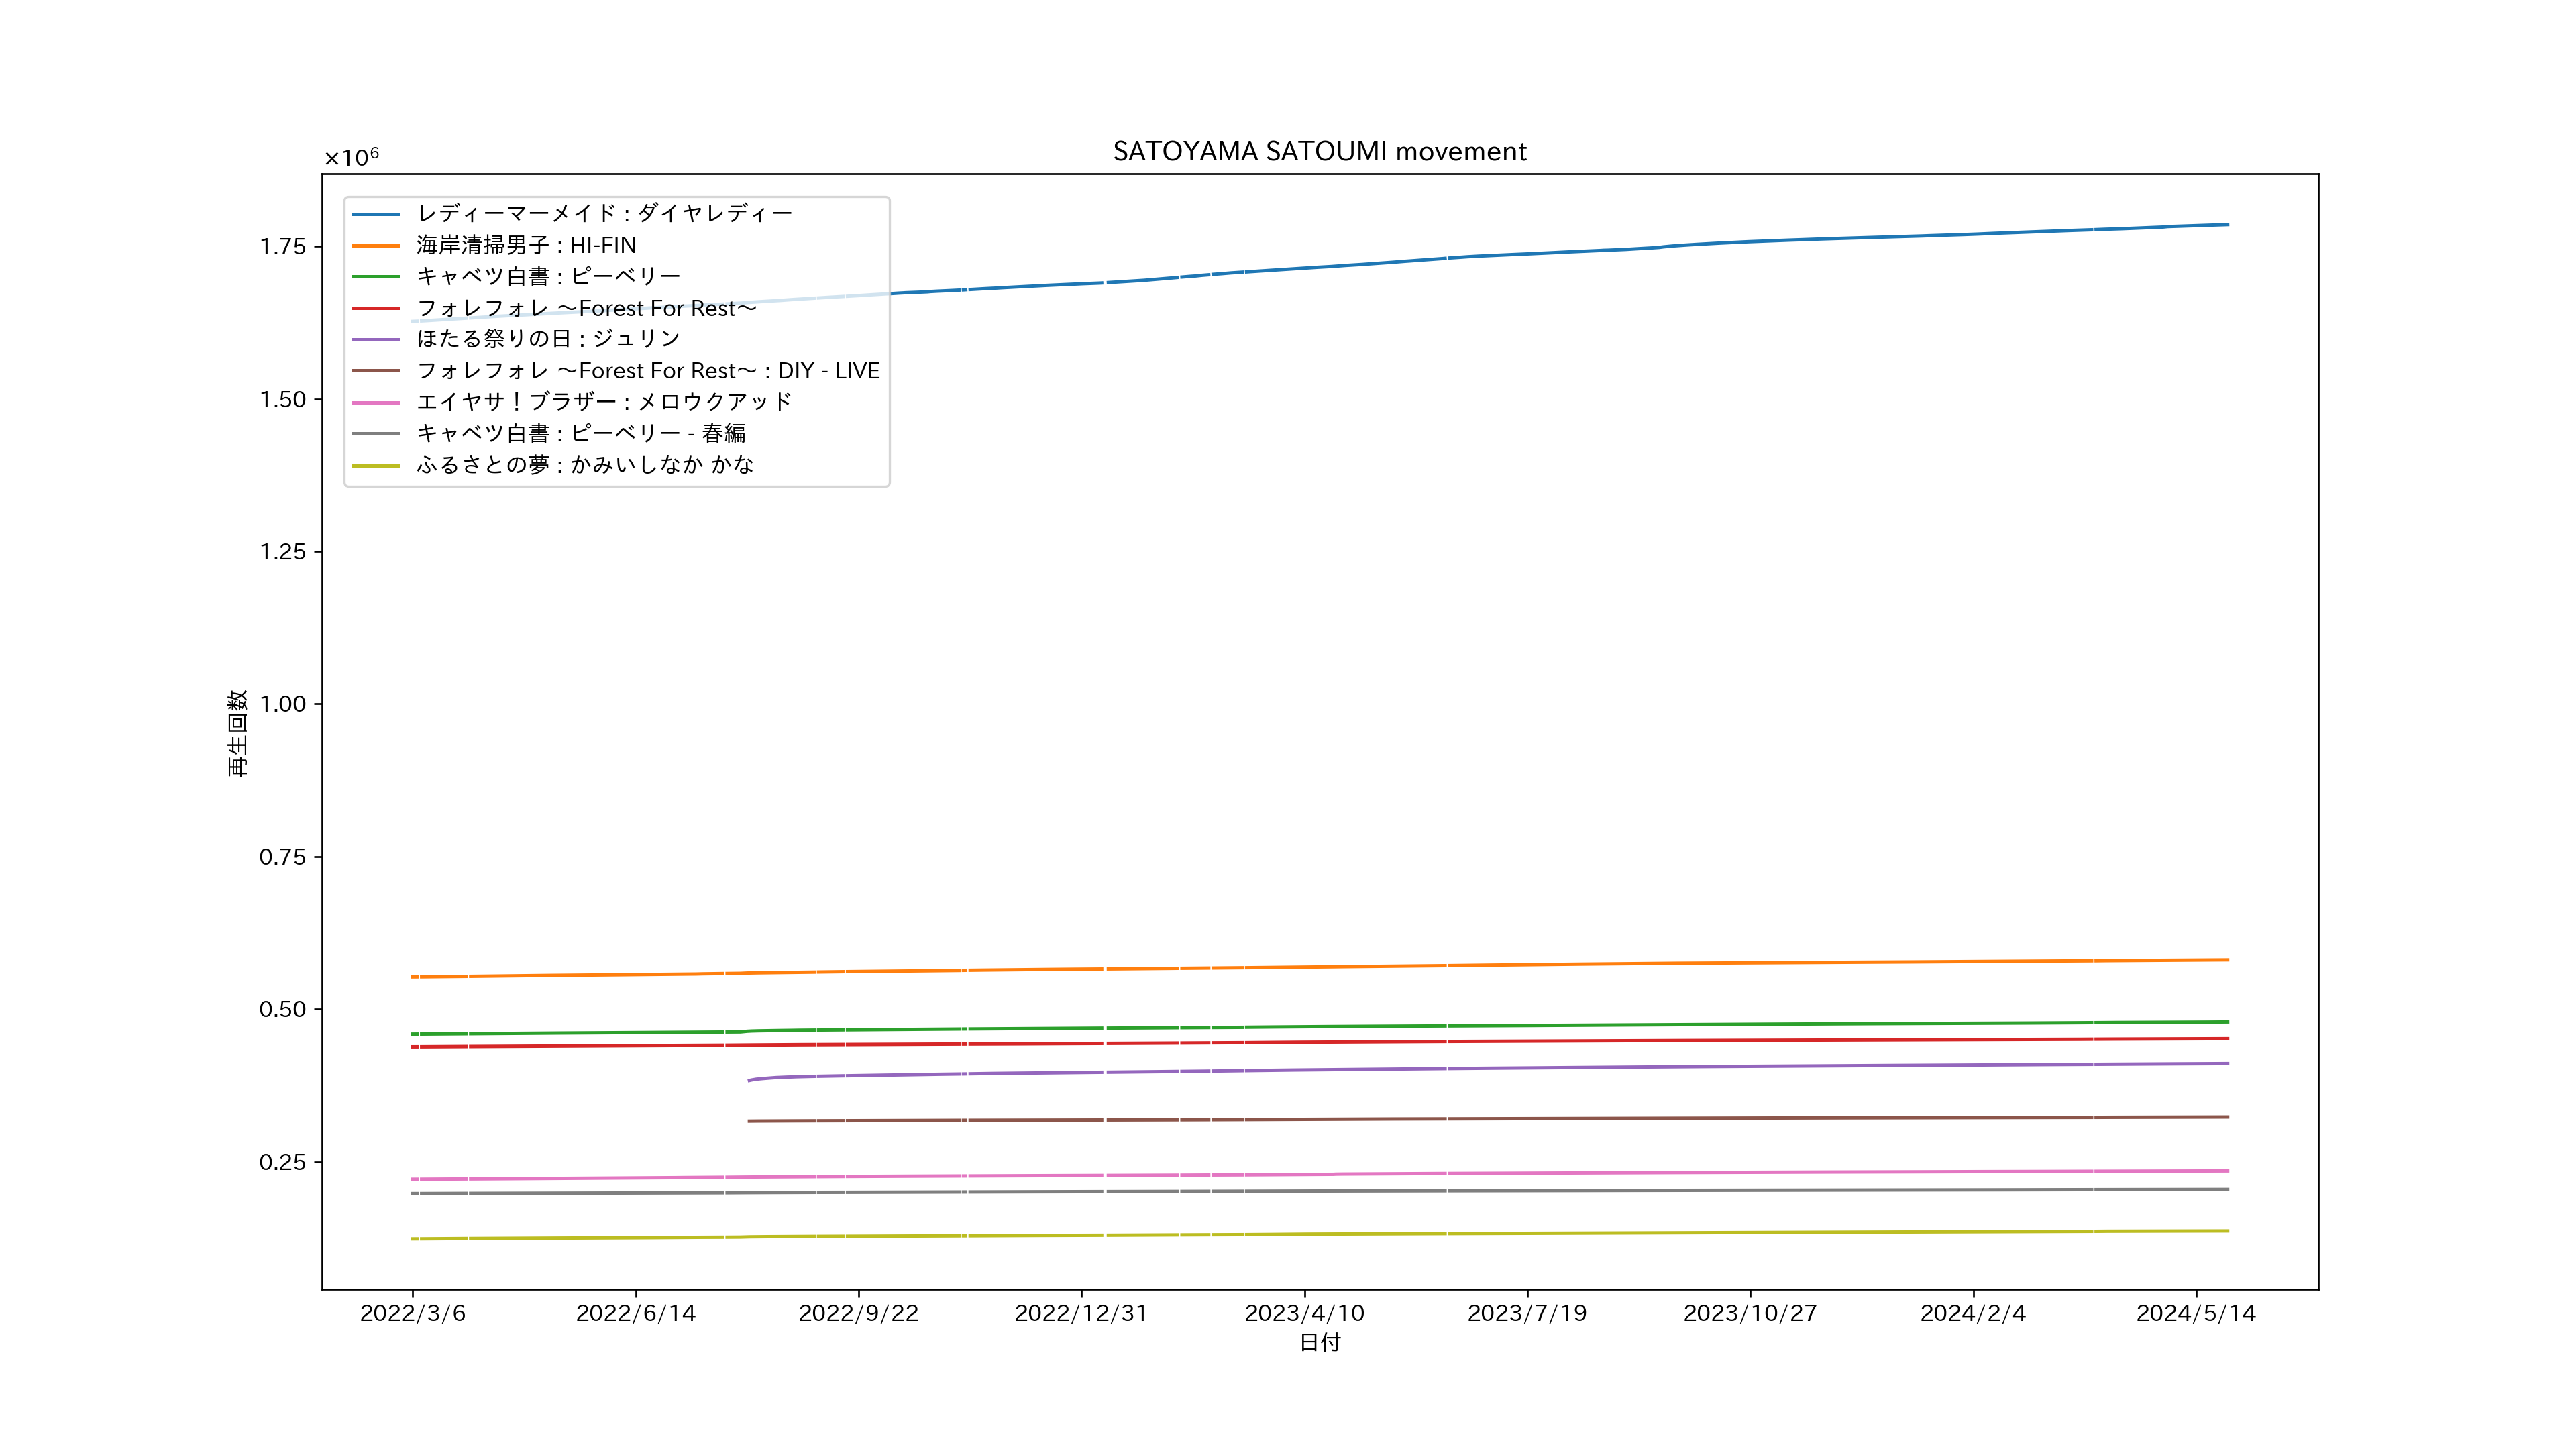 SATOYAMA SATOUMI movement
×10⁶
レディーマーメイド : ダイヤレディー
海岸清掃男子 : HI-FIN
キャベツ白書 : ピーベリー
フォレフォレ 〜Forest For Rest〜
ほたる祭りの日 : ジュリン
フォレフォレ 〜Forest For Rest〜 : DIY - LIVE
エイヤサ！ブラザー : メロウクアッド
キャベツ白書 : ピーベリー - 春編
ふるさとの夢 : かみいしなか かな
1.75
1.50
1.25
1.00
0.75
0.50
0.25
再生回数
2022/3/6 2022/6/14 2022/9/22 2022/12/31 2023/4/10 2023/7/19 2023/10/27 2024/2/4 2024/5/14
日付